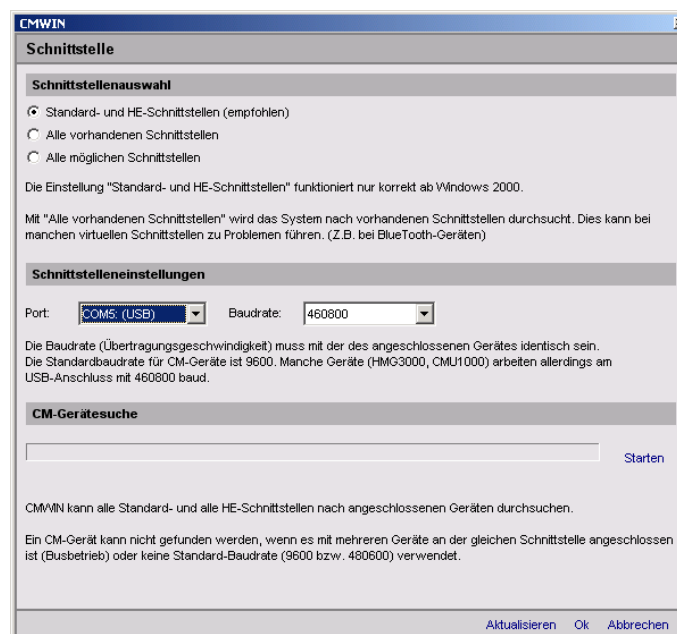 CMWIN
Schnittstelle
Schnittstellenauswahl
Standard- und HE-Schnittstellen (empfohlen)
Alle vorhandenen Schnittstellen
Alle möglichen Schnittstellen
Die Einstellung "Standard- und HE-Schnittstellen" funktioniert nur korrekt ab Windows 2000.
Mit "Alle vorhandenen Schnittstellen" wird das System nach vorhandenen Schnittstellen durchsucht. Dies kann bei
manchen virtuellen Schnittstellen zu Problemen führen. (Z.B. bei BlueTooth-Geräten)
Schnittstelleneinstellungen
Port: COM5: (USB) Baudrate: 460800
Die Baudrate (Übertragungsgeschwindigkeit) muss mit der des angeschlossenen Gerätes identisch sein.
Die Standardbaudrate für CM-Geräte ist 9600. Manche Geräte (HMG3000, CMU1000) arbeiten allerdings am
USB-Anschluss mit 460800 baud.
CM-Gerätesuche
Starten
CMWIN kann alle Standard- und alle HE-Schnittstellen nach angeschlossenen Geräten durchsuchen.
Ein CM-Gerät kann nicht gefunden werden, wenn es mit mehreren Geräte an der gleichen Schnittstelle angeschlossen
ist (Busbetrieb) oder keine Standard-Baudrate (9600 bzw. 480600) verwendet.
Aktualisieren Ok Abbrechen